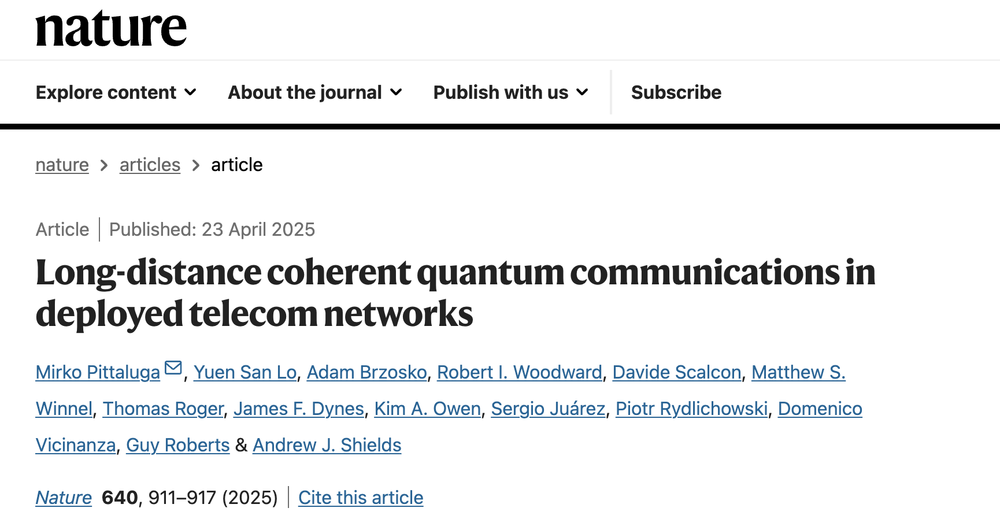 nature
Explore content About the journal Publish with us Subscribe
nature > articles > article
Article | Published: 23 April 2025
Long-distance coherent quantum communications in
deployed telecom networks
Mirko Pittaluga, Yuen San Lo, Adam Brzosko, Robert I. Woodward, Davide Scalcon, Matthew S.
Winnel, Thomas Roger, James F. Dynes, Kim A. Owen, Sergio Juárez, Piotr Rydlichowski, Domenico
Vicinanza, Guy Roberts & Andrew J. Shields
Nature 640, 911–917 (2025) | Cite this article